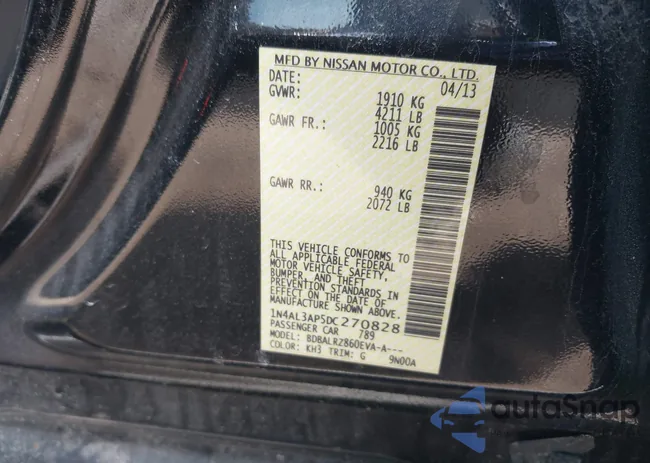 MFD BY NISSAN MOTOR CO., LTD.
DATE: 04/13
GVWR: 1910 KG
4211 LB
GAWR FR.: 1005 KG
2216 LB
GAWR RR.: 940 KG
2072 LB
THIS VEHICLE CONFORMS TO
ALL APPLICABLE FEDERAL
MOTOR VEHICLE SAFETY,
BUMPER, AND THEFT
PREVENTION STANDARDS IN
EFFECT ON THE DATE OF
MANUFACTURE SHOWN ABOVE.
1N4AL3AP5DC270828
PASSENGER CAR 789
MODEL: BDBALRZ860EVA-A---
COLOR: KH3 TRIM: G 9N00A
autoSnap